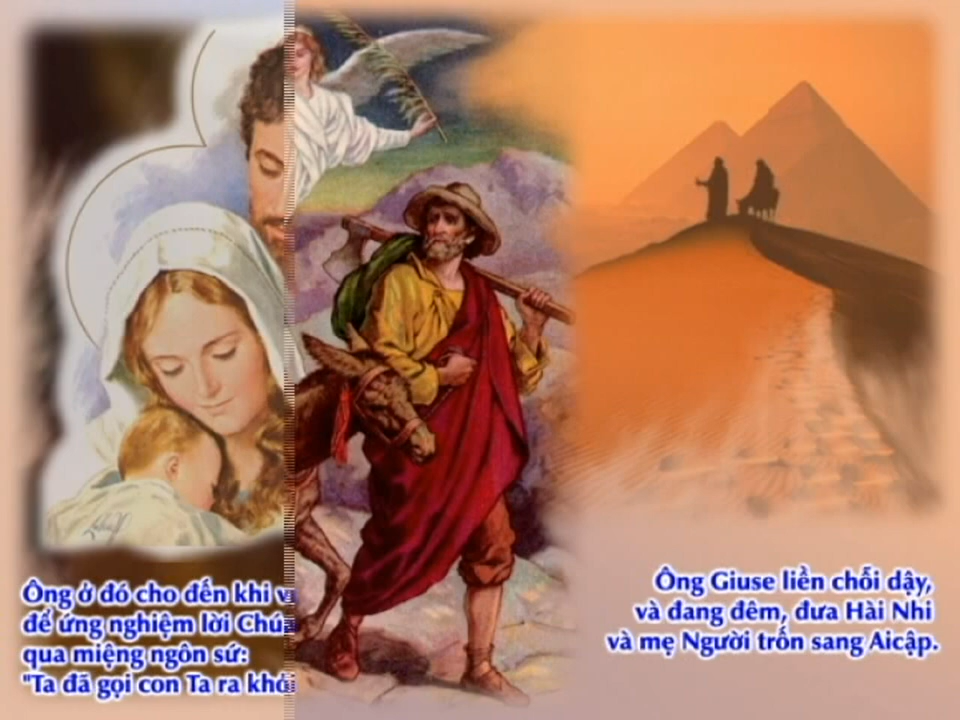 Ông ở đó cho đến khi
để ứng nghiệm lời Chúa
qua miệng ngôn sứ:
"Ta đã gọi con Ta ra
Ông Giuse liền chỗi dậy,
và đang đêm, đưa Hài Nhi
và mẹ Người trốn sang Aicập.